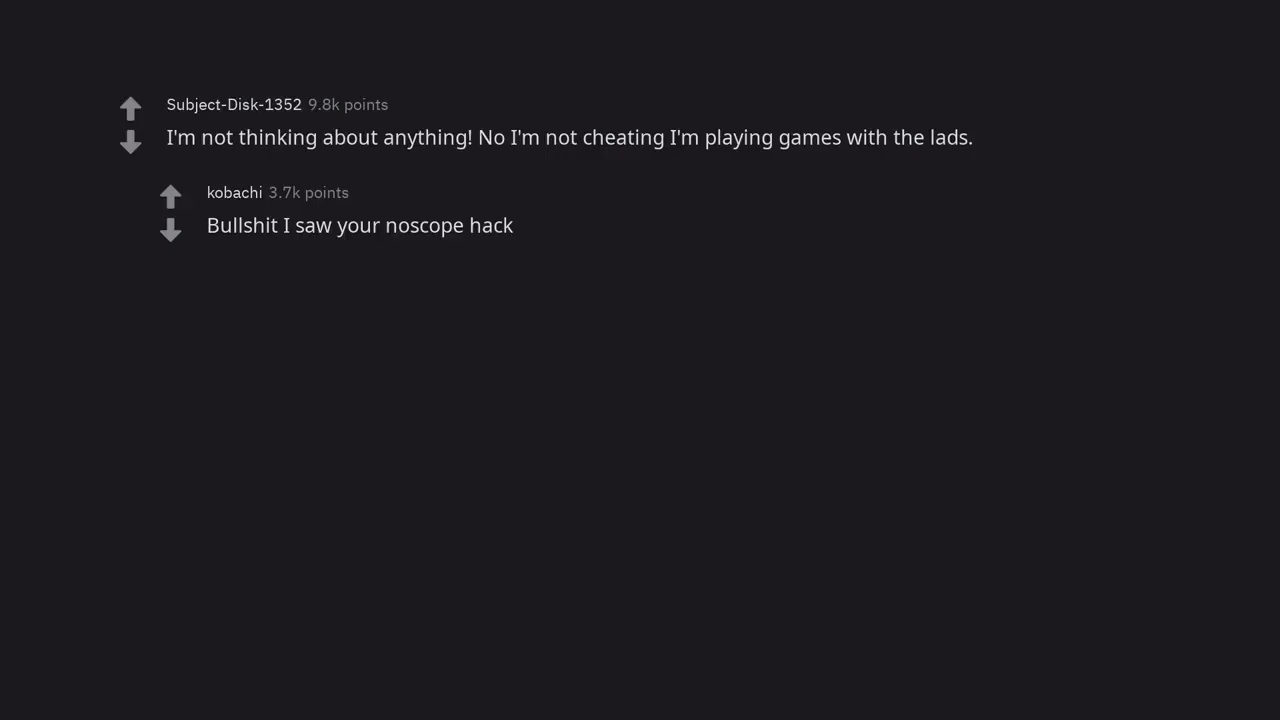 Subject-Disk-1352 9.8k points
I'm not thinking about anything! No I'm not cheating I'm playing games with the lads.
kobachi 3.7k points
Bullshit I saw your noscope hack